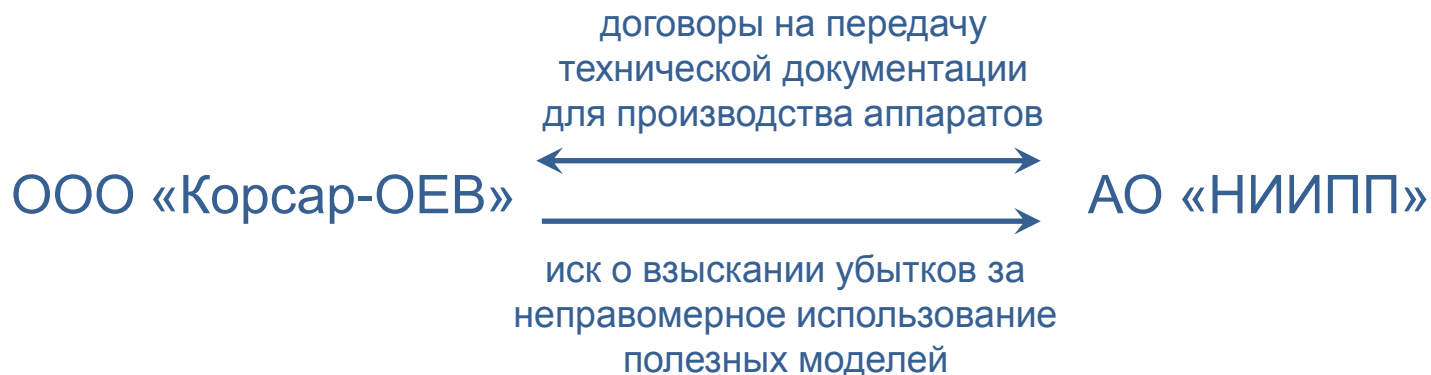 договоры на передачу
технической документации
для производства аппаратов
ООО «Корсар-ОЕВ»
АО «НИИПП»
иск о взыскании убытков за
неправомерное использование
полезных моделей